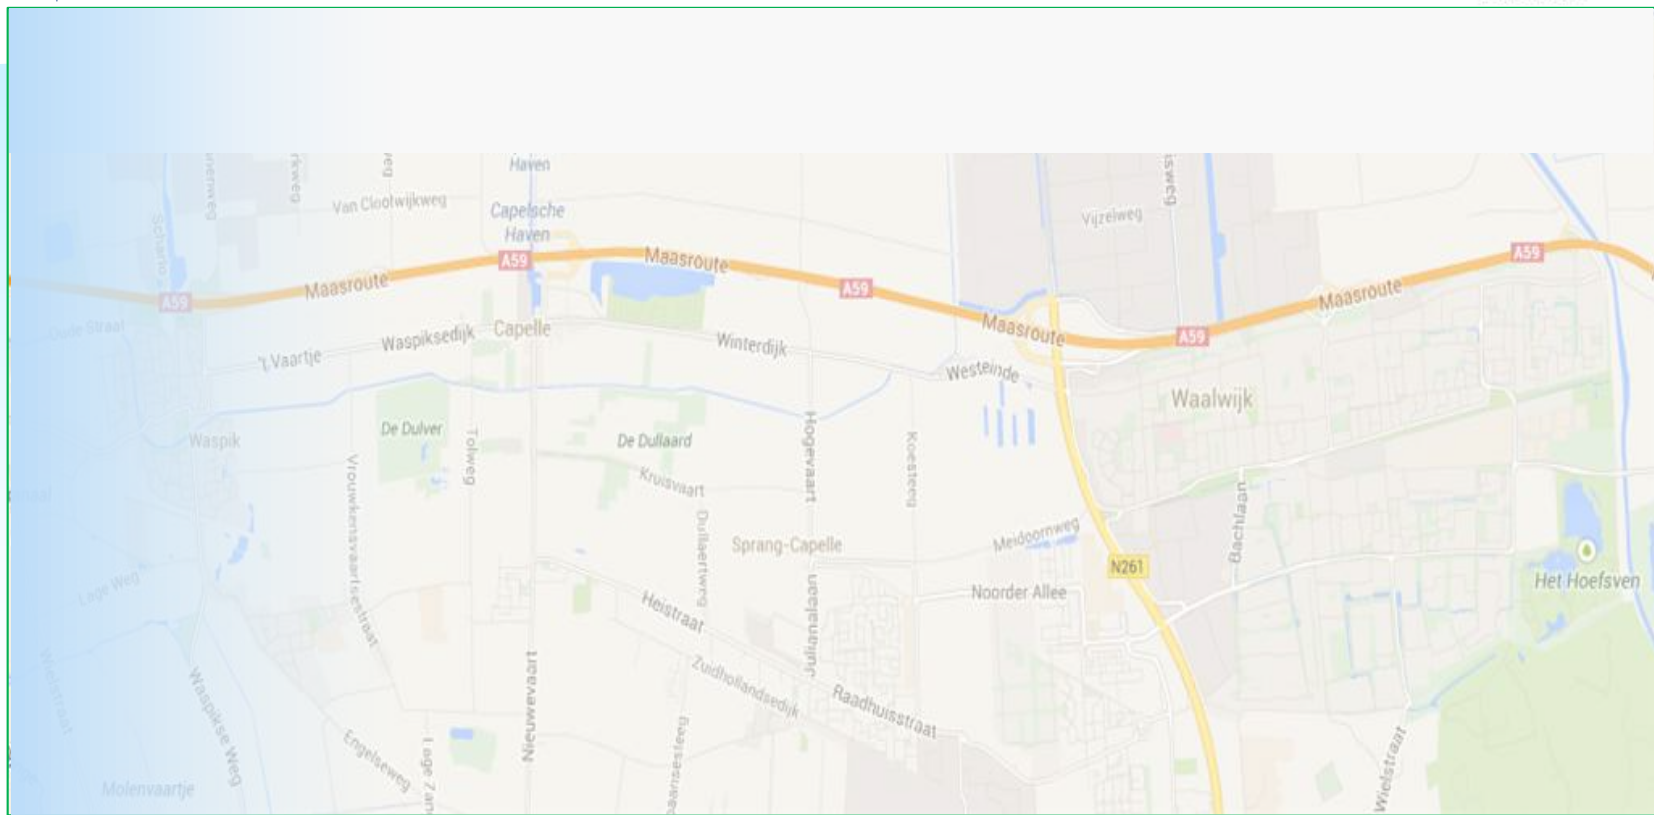 Haven
Van Clootwijkweg
Capelsche
Haven
Vijzelweg
A59
Maasroute
A59
Maasroute
A59
Maasroute
A59
Maasroute
A59
Oude Straat
't Vaartje
Waspiksedijk
Capelle
Winterdijk
Westeinde
Waalwijk
Waspik
De Dulver
Tolweg
De Dullaard
Hogevaart
Koesteeg
Kruisvaart
Vrouwkensvaartsestraat
Dullaertweg
Sprang-Capelle
Meidoornweg
Bachlaan
N261
Het Hoefsven
Lage Weg
Noorder Allee
Heistraat
Julianalaan
Wielstraat
Waspikse Weg
Nieuwevaart
Zuidhollandsedijk
Raadhuisstraat
Engelseweg
Wielstraat
Molenvaartje